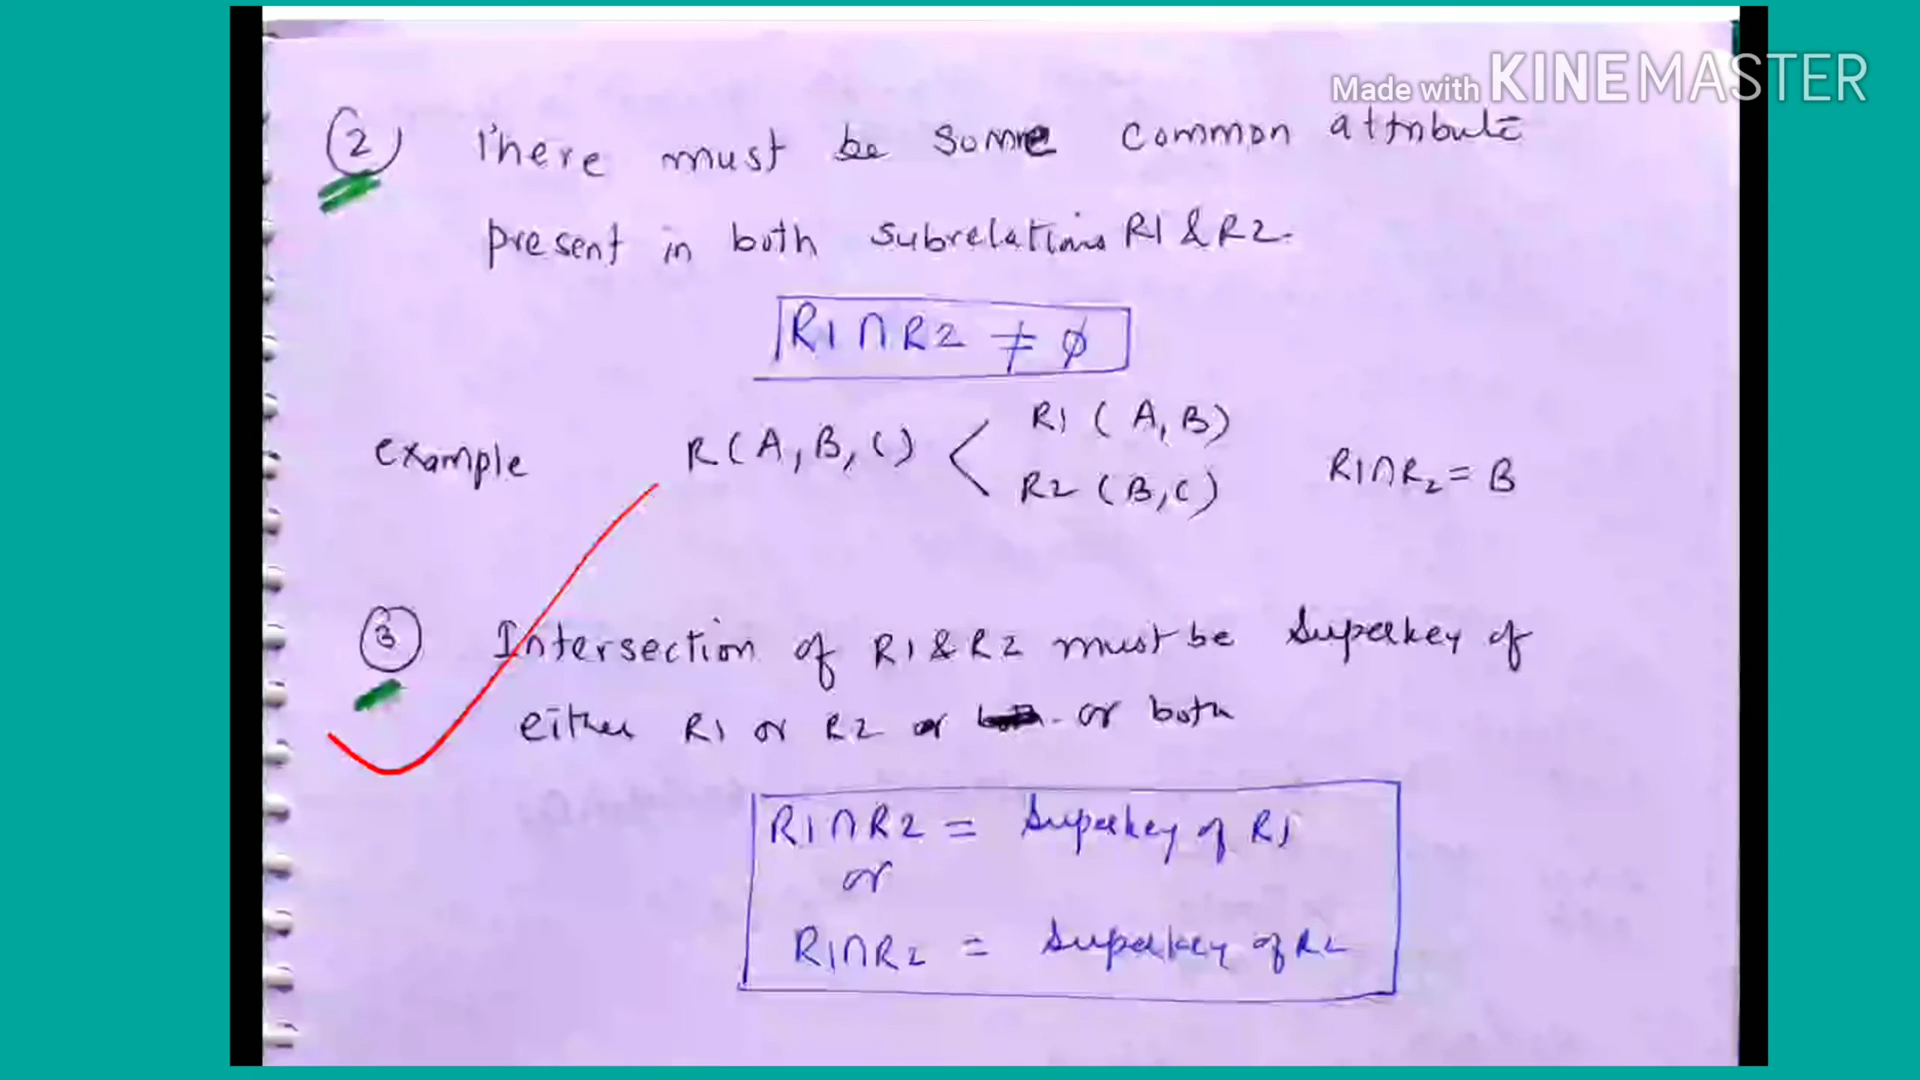 Made with KINEMASTER
2 There must be some common attribute
present in both subrelations R1 & R2.
R1 ∩ R2 ≠ ϕ
example R(A, B, C) < R1 (A, B)
R2 (B, C)
R1∩R2 = B
3 Intersection of R1 & R2 must be Superkey of
either R1 or R2 or or both
R1∩R2 = Superkey of R1
or
R1∩R2 = Superkey of R2